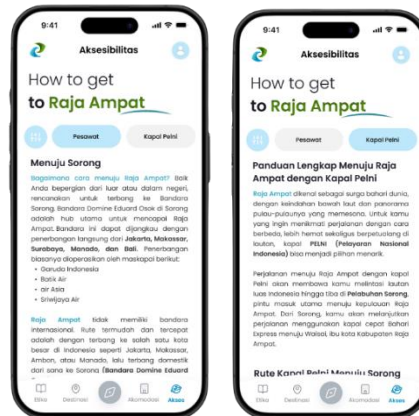 9:41
Aksesibilitas
How to get
to Raja Ampat
Pesawat
Kapal Pelni
Menuju Sorong
Bagaimana cara menuju Raja Ampat? Baik
Anda bepergian dari luar atau dalam negeri,
rencanakan untuk terbang ke Bandara
Sorong. Bandara Domine Eduard Osok di Sorong
adalah hub utama untuk mencapai Raja
Ampat. Bandara ini dapat dijangkau dengan
penerbangan langsung dari Jakarta, Makassar,
Surabaya, Manado, dan Bali. Penerbangan
biasanya dioperasikan oleh maskapai berikut:
• Garuda Indonesia
• Batik Air
• air Asia
• Sriwijaya Air
Raja Ampat tidak memiliki bandara
internasional. Rute termudah dan tercepat
adalah dengan terbang ke salah satu kota
besar di Indonesia seperti Jakarta, Makassar,
Ambon, atau Manado, lalu terbang domestik
dari sana ke Sorong (Bandara Domine Eduard
Etika
Destinasi
Akomodasi
Akses
9:41
Aksesibilitas
How to get
to Raja Ampat
Pesawat
Kapal Pelni
Panduan Lengkap Menuju Raja
Ampat dengan Kapal Pelni
Raja Ampat dikenal sebagai surga bahari dunia,
dengan keindahan bawah laut dan panorama
pulau-pulaunya yang memesona. Untuk kamu
yang ingin menikmati perjalanan dengan cara
berbeda, lebih hemat sekaligus berpetualang di
lautan, kapal PELNI (Pelayaran Nasional
Indonesia) bisa menjadi pilihan menarik.
Perjalanan menuju Raja Ampat dengan kapal
Pelni akan membawa kamu melintasi lautan
luas Indonesia hingga tiba di Pelabuhan Sorong,
pintu masuk utama menuju kepulauan Raja
Ampat. Dari Sorong, kamu akan melanjutkan
perjalanan menggunakan kapal cepat Bahari
Express menuju Waisai, ibu kota Kabupaten Raja
Ampat.
Rute Kapal Pelni Menuju Sorong
Etika
Destinasi
Akomodasi
Akses